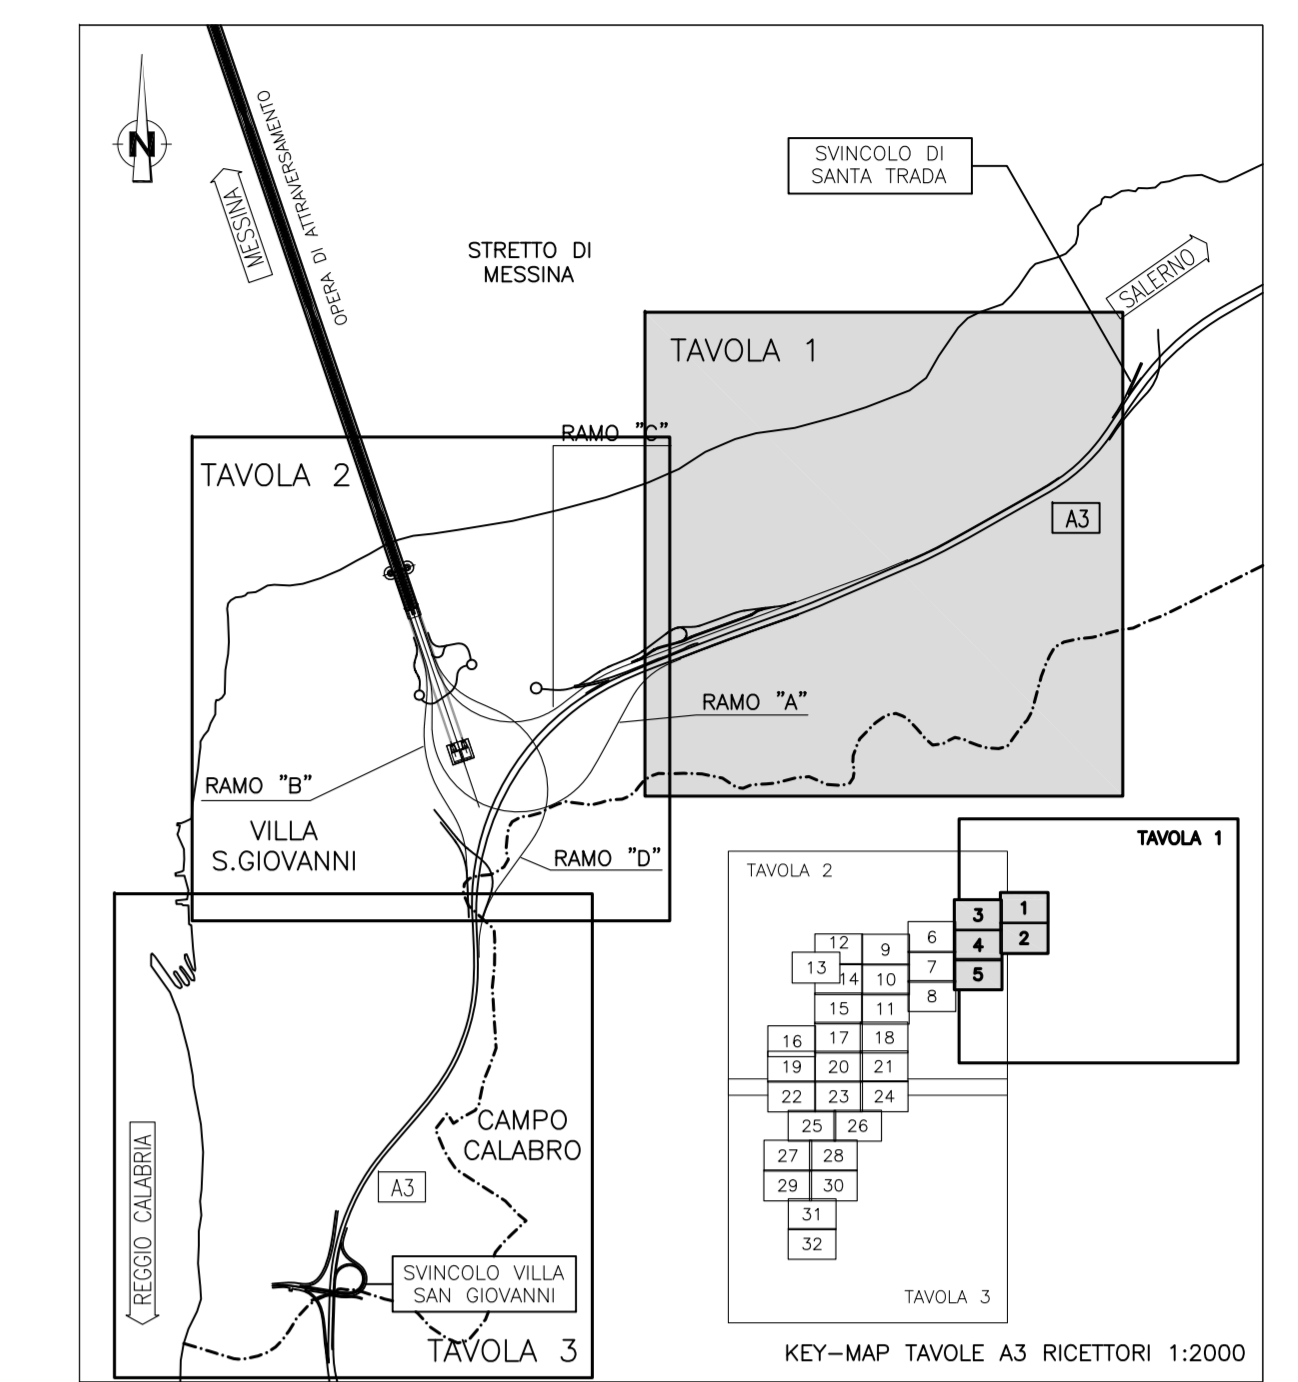 N
MESSINA
OPERA DI ATTRAVERSAMENTO
STRETTO DI
MESSINA
SVINCOLO DI
SANTA TRADA
SALERNO
TAVOLA 1
RAMO "C"
TAVOLA 2
A3
RAMO "A"
RAMO "B"
VILLA
S.GIOVANNI
RAMO "D"
CAMPO
CALABRO
A3
REGGIO CALABRIA
SVINCOLO VILLA
SAN GIOVANNI
TAVOLA 3
TAVOLA 1
TAVOLA 2
3 1
4 2
5
6
12 9
13 7
14 10
8
15 11
16 17 18
19 20 21
22 23 24
25 26
27 28
29 30
31
32
TAVOLA 3
KEY-MAP TAVOLE A3 RICETTORI 1:2000